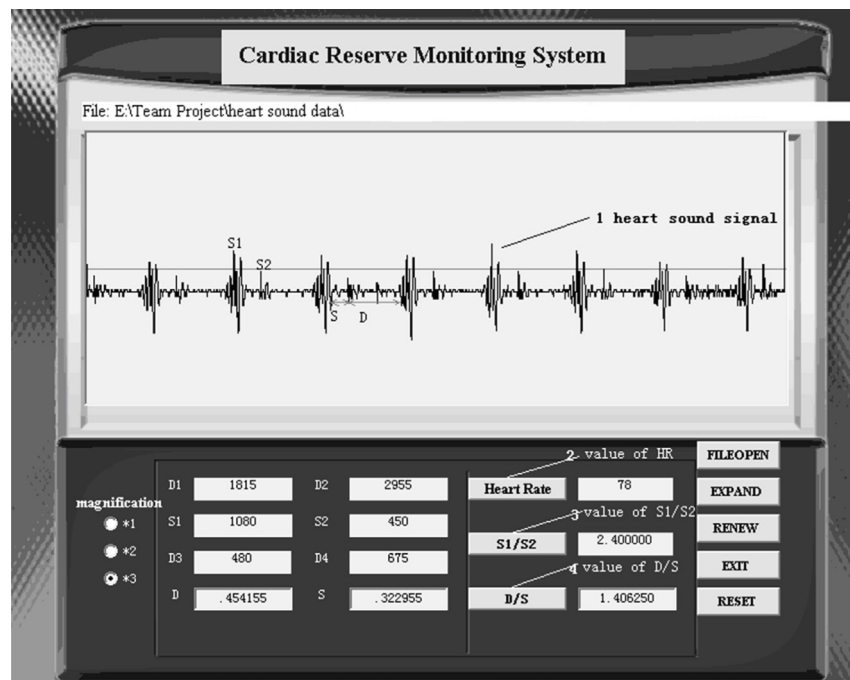 Cardiac Reserve Monitoring System
File: E:\Team Project\heart sound data\
1 heart sound signal
S1
S2
S D
2 value of HR
FILEOPEN
D1 1815 D2 2955 Heart Rate 78
EXPAND
magnification
*1
S1 1080 S2 450
3 value of S1/S2
RENEW
S1/S2 2.400000
*2
D3 480 D4 675
4 value of D/S
EXIT
*3
D .454155 S .322955 D/S 1.406250
RESET